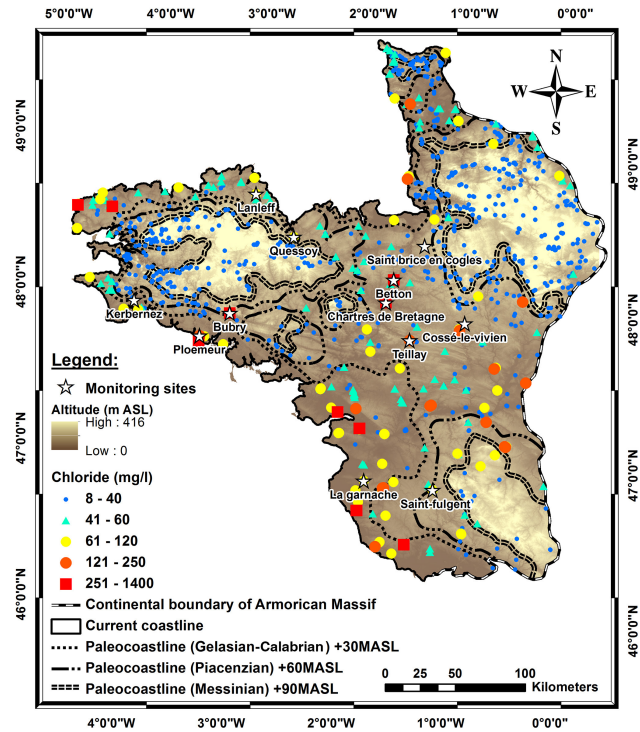 5°0'0"W 4°0'0"W 3°0'0"W 2°0'0"W 1°0'0"W 0°0'0"
N
W E
S
49°0'0"N 49°0'0"N
48°0'0"N 48°0'0"N
47°0'0"N 47°0'0"N
46°0'0"N 46°0'0"N
Lanleff
Quessoy
Saint brice en cogles
Betton
Kerbernez
Chartres de Bretagne
Bubry
Cossé-le-vivien
Ploemeur
Teillay
La garnache
Saint-fulgent
Legend:
Monitoring sites
Altitude (m ASL)
High : 416
Low : 0
Chloride (mg/l)
8 - 40
41 - 60
61 - 120
121 - 250
251 - 1400
Continental boundary of Armorican Massif
Current coastline
Paleocoastline (Gelasian-Calabrian) +30MASL
Paleocoastline (Piacenzian) +60MASL
Paleocoastline (Messinian) +90MASL
0 25 50 100
Kilometers
4°0'0"W 3°0'0"W 2°0'0"W 1°0'0"W 0°0'0"